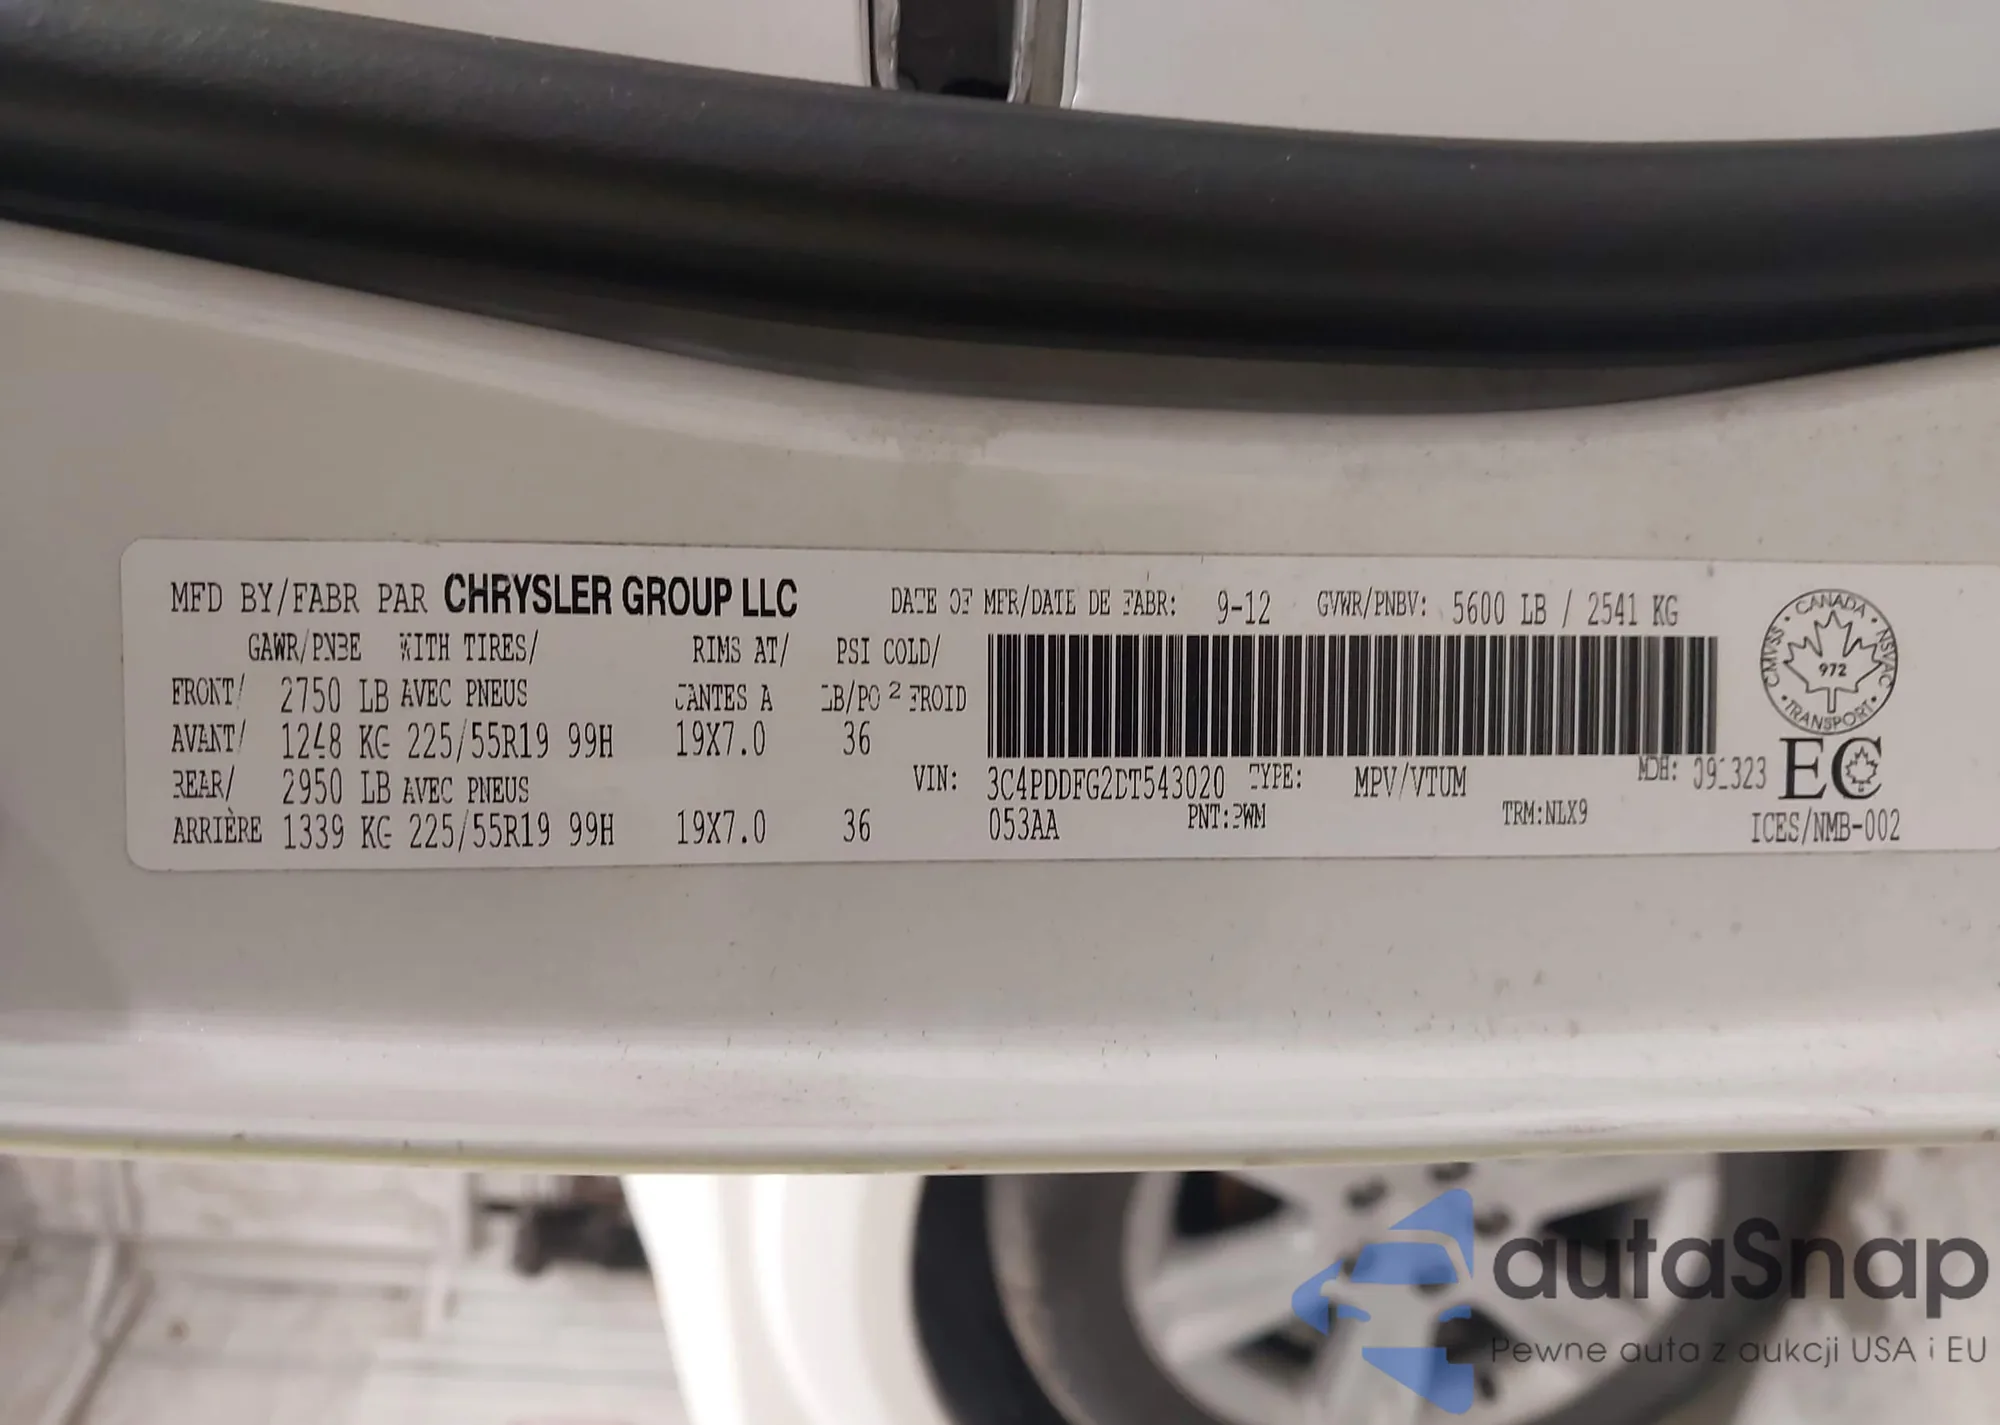 MFD BY/FABR PAR CHRYSLER GROUP LLC DATE OF MFR/DATE DE FABR: 9-12 GVWR/PNBV: 5600 LB / 2541 KG
GAWR/PNBE WITH TIRES/ RIMS AT/ PSI COLD/
FRONT/ 2750 LB AVEC PNEUS JANTES A LB/PO 2 FROID
AVANT/ 1248 KG 225/55R19 99H 19X7.0 36
REAR/ 2950 LB AVEC PNEUS
ARRIÈRE 1339 KG 225/55R19 99H 19X7.0 36
VIN: 3C4PDDFG2DT543020 TYPE: MPV/VTUM MDH: 091323
053AA PNT:PWM TRM:NLX9
CANADA
CMVSS NSVAC
972
TRANSPORT
EC
ICES/NMB-002
autaSnap
Pewne auta z aukcji USA i EU